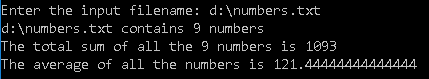 Enter the input filename: d:\numbers.txt
d:\numbers.txt contains 9 numbers
The total sum of all the 9 numbers is 1093
The average of all the numbers is 121.44444444444444